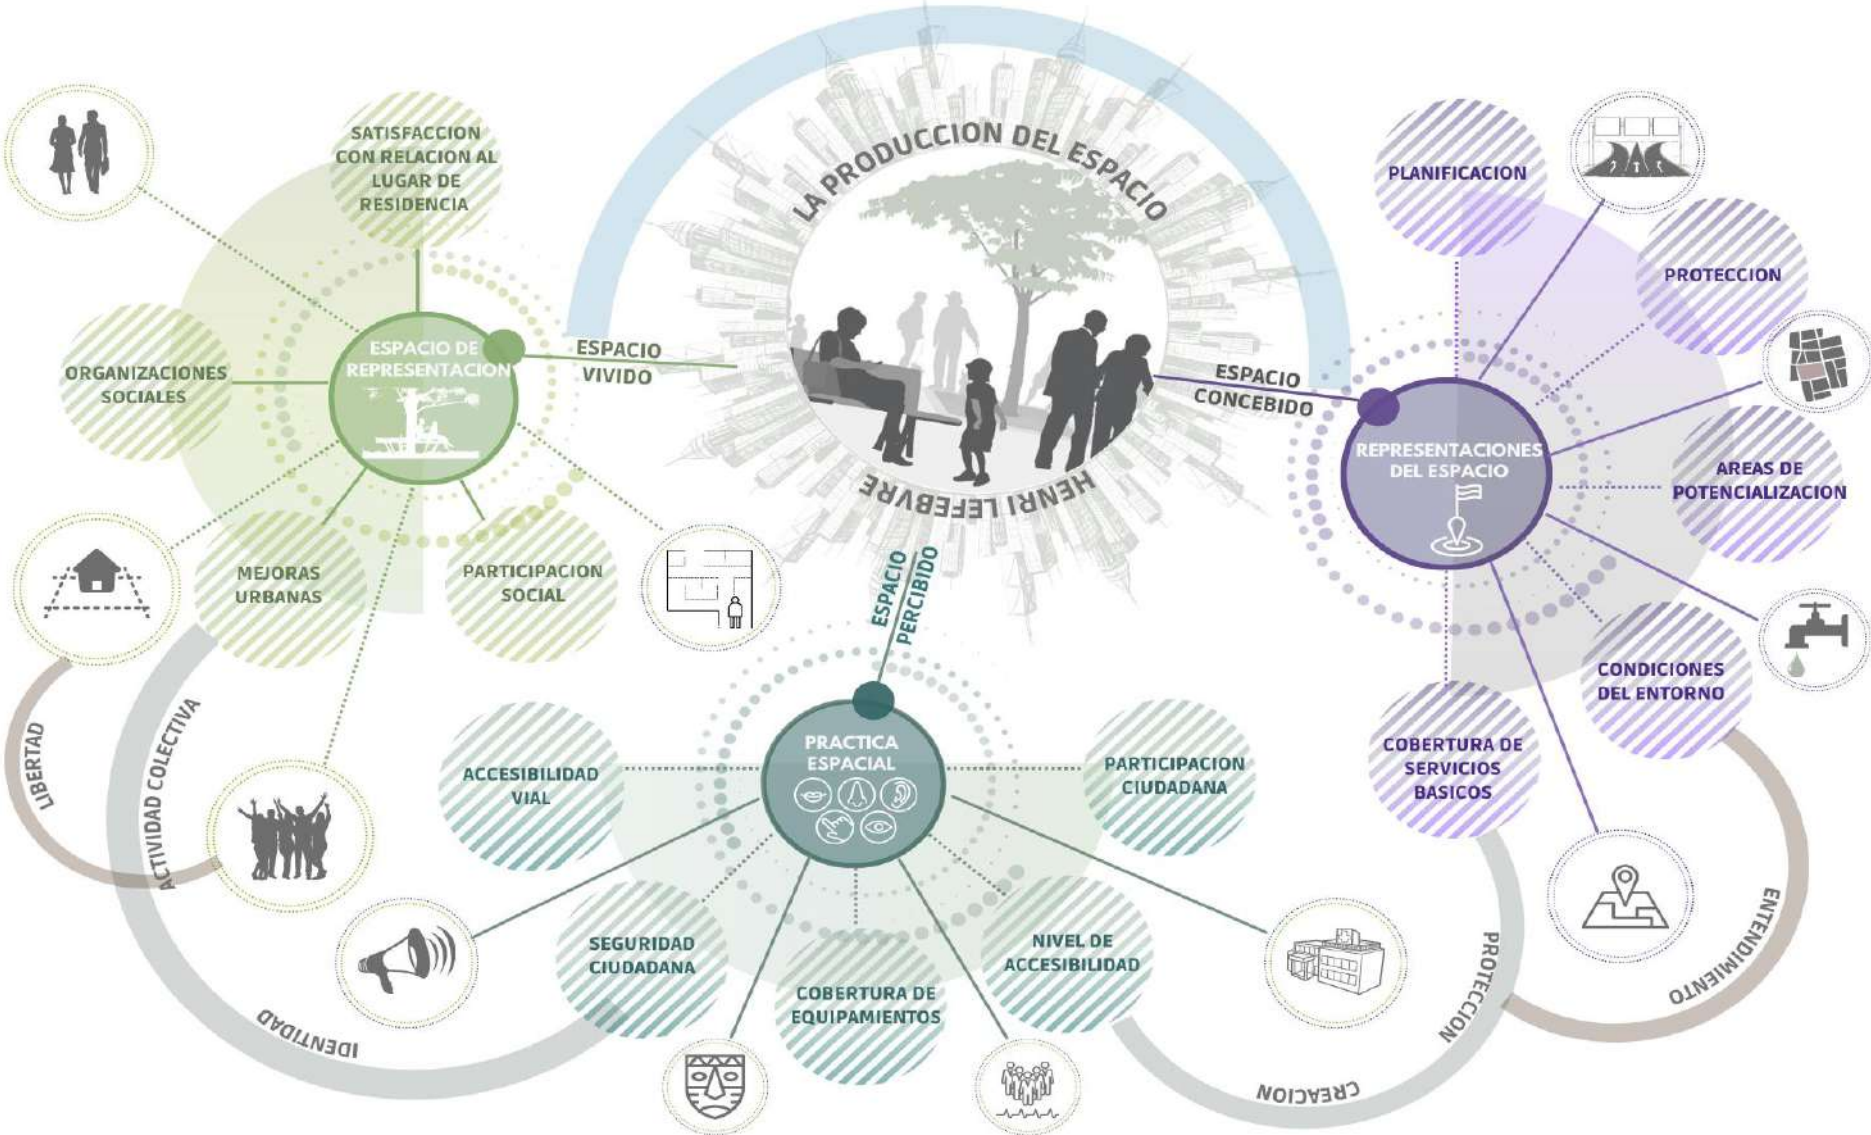 LA PRODUCCION DEL ESPACIO
HENRI LEFEBVRE
ESPACIO
VIVIDO
ESPACIO DE
REPRESENTACION
SATISFACCION
CON RELACION AL
LUGAR DE
RESIDENCIA
ORGANIZACIONES
SOCIALES
MEJORAS
URBANAS
PARTICIPACION
SOCIAL
ESPACIO
CONCEBIDO
REPRESENTACIONES
DEL ESPACIO
PLANIFICACION
PROTECCION
AREAS DE
POTENCIALIZACION
CONDICIONES
DEL ENTORNO
COBERTURA DE
SERVICIOS
BASICOS
ESPACIO
PERCIBIDO
PRACTICA
ESPACIAL
ACCESIBILIDAD
VIAL
SEGURIDAD
CIUDADANA
COBERTURA DE
EQUIPAMIENTOS
NIVEL DE
ACCESIBILIDAD
PARTICIPACION
CIUDADANA
LIBERTAD
ACTIVIDAD COLECTIVA
IDENTIDAD
CREACION
PROTECCION
ENTENDIMIENTO